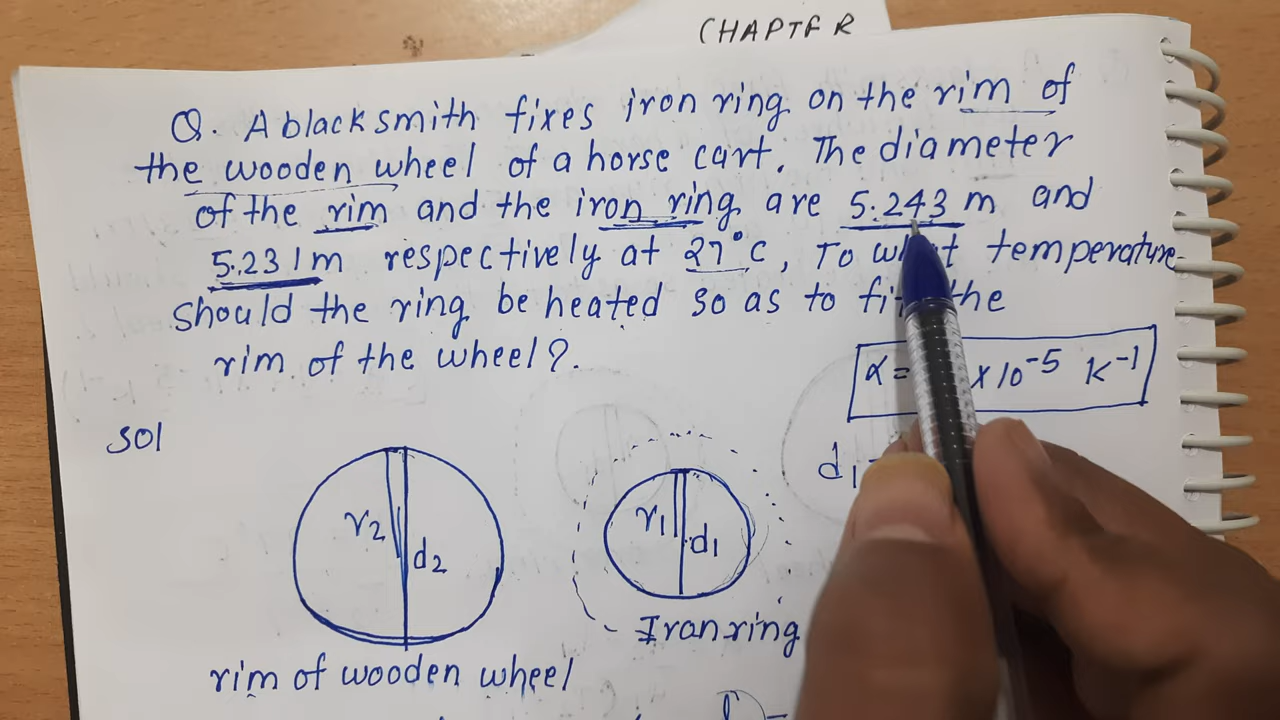 CHAPTER
Q. A blacksmith fixes iron ring on the rim of
the wooden wheel of a horse cart. The diameter
of the rim and the iron ring are 5.243 m and
5.231m respectively at 27°C, To what temperature
should the ring be heated so as to fit the
rim of the wheel?.
α = x10⁻⁵ K⁻¹
Sol
r₂ d₂
r₁ d₁
d₁
Iron ring
rim of wooden wheel